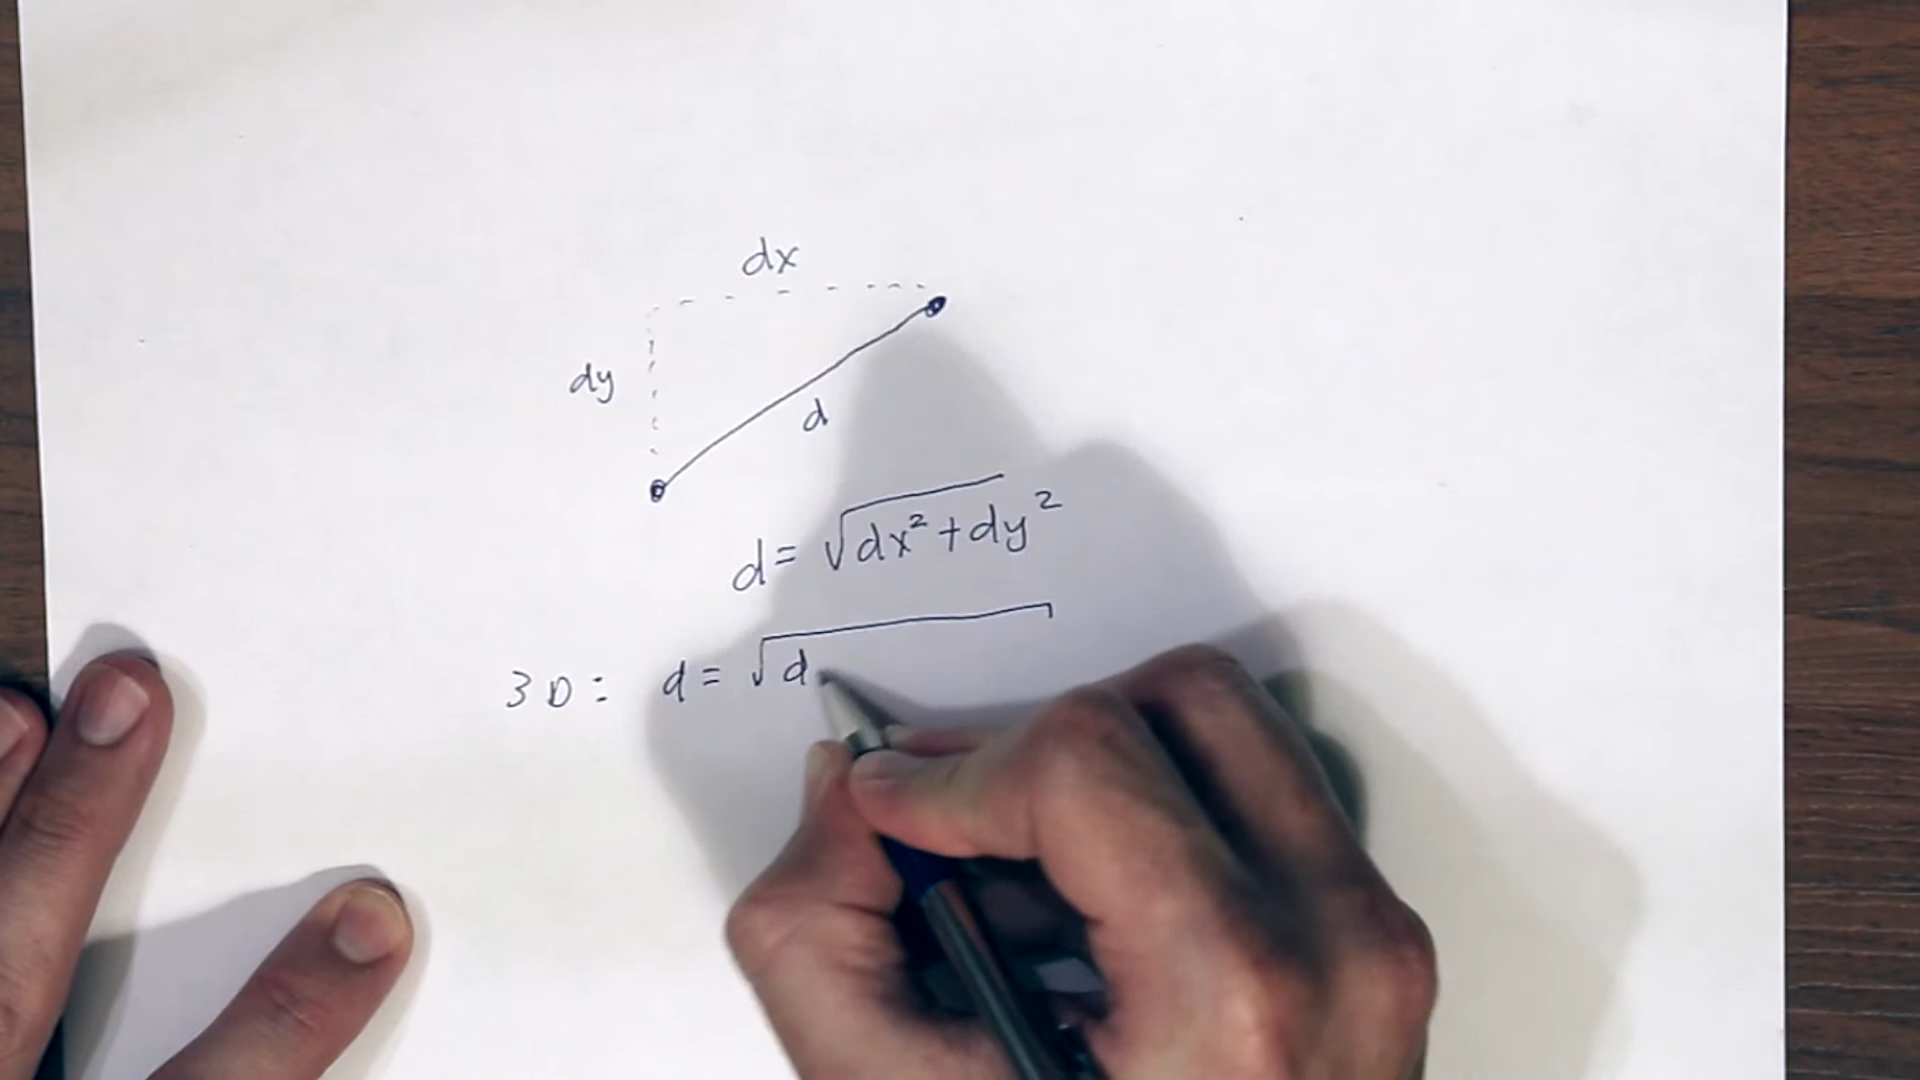 dx
dy
d
d = √dx²+dy²
3D: d = √d